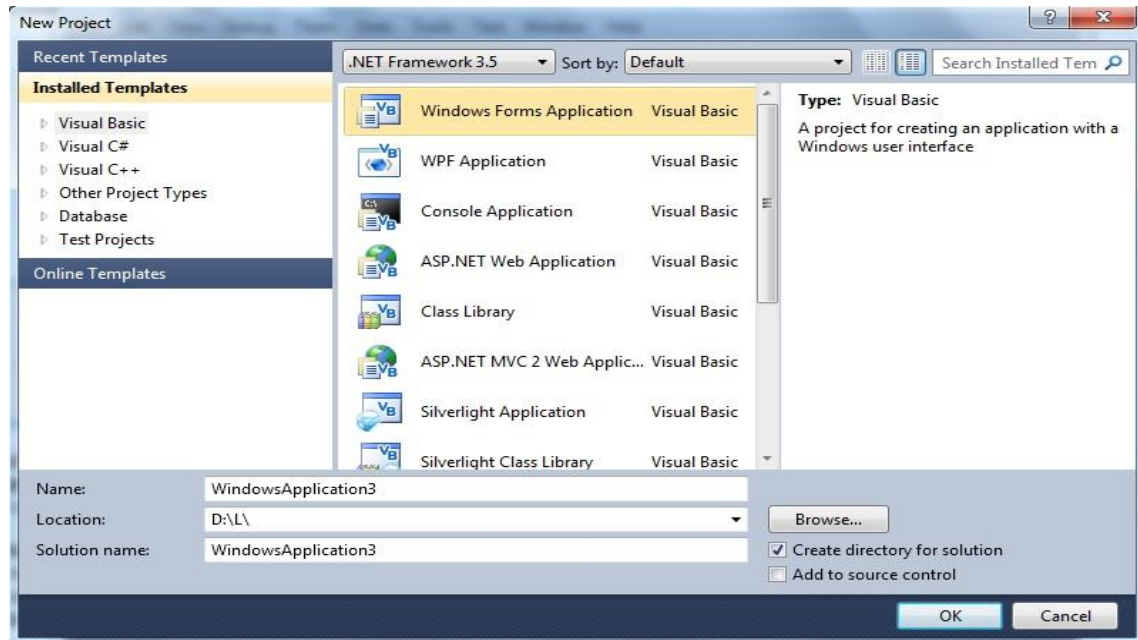 New Project
Recent Templates
Installed Templates
Visual Basic
Visual C#
Visual C++
Other Project Types
Database
Test Projects
Online Templates
.NET Framework 3.5
Sort by: Default
Search Installed Tem
Windows Forms Application Visual Basic
WPF Application Visual Basic
Console Application Visual Basic
ASP.NET Web Application Visual Basic
Class Library Visual Basic
ASP.NET MVC 2 Web Applic... Visual Basic
Silverlight Application Visual Basic
Silverlight Class Library Visual Basic
Type: Visual Basic
A project for creating an application with a
Windows user interface
Name: WindowsApplication3
Location: D:\L\
Browse...
Solution name: WindowsApplication3
Create directory for solution
Add to source control
OK Cancel